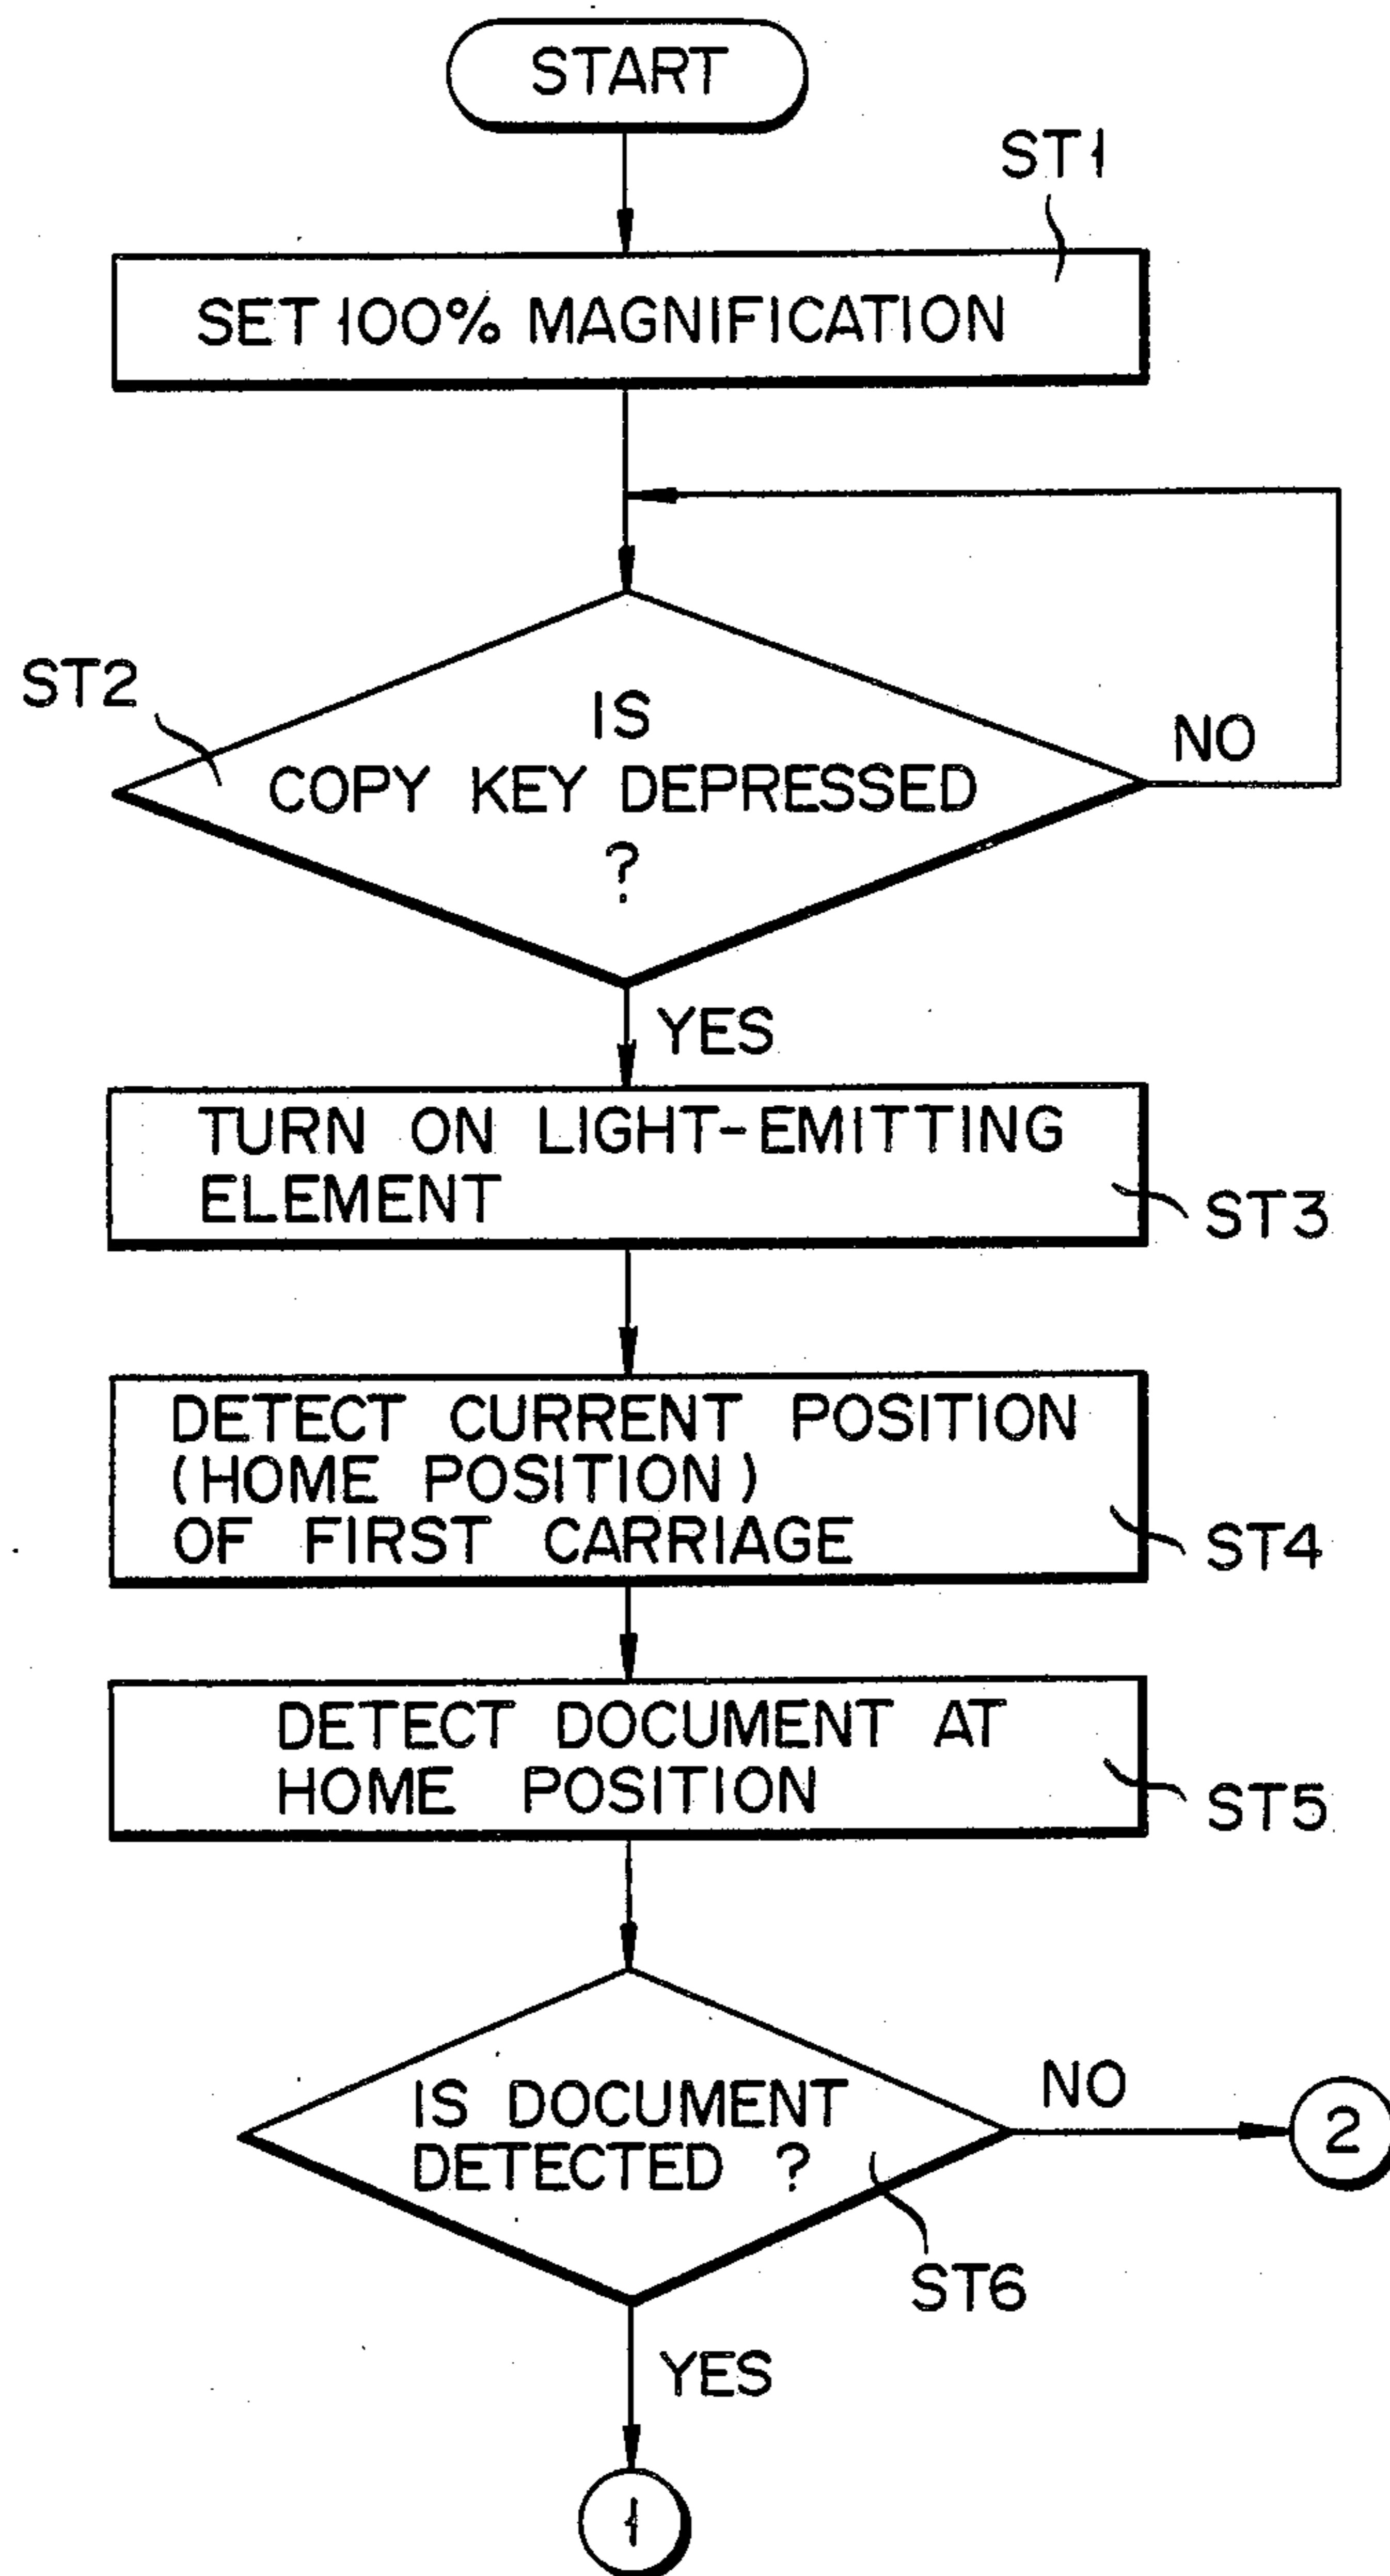 START
ST1
SET 100% MAGNIFICATION
ST2
IS
COPY KEY DEPRESSED
?
NO
YES
TURN ON LIGHT-EMITTING
ELEMENT
ST3
DETECT CURRENT POSITION
(HOME POSITION)
OF FIRST CARRIAGE
ST4
DETECT DOCUMENT AT
HOME POSITION
ST5
IS DOCUMENT
DETECTED ?
NO
2
ST6
YES
1